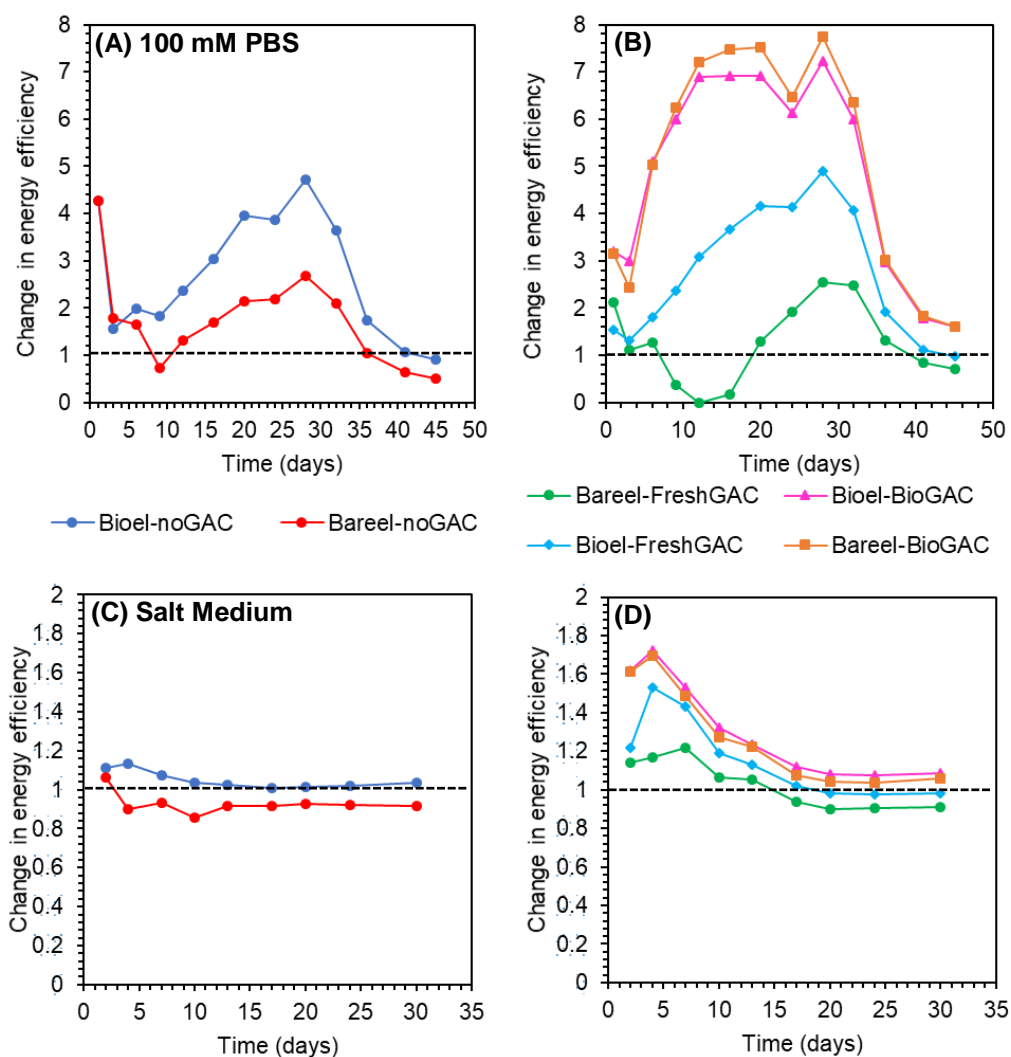 (A) 100 mM PBS
Change in energy efficiency
8
7
6
5
4
3
2
1
0
0 5 10 15 20 25 30 35 40 45 50
Time (days)
Bioel-noGAC Bareel-noGAC
(B)
Change in energy efficiency
8
7
6
5
4
3
2
1
0
0 10 20 30 40 50
Time (days)
Bareel-FreshGAC Bioel-BioGAC
Bioel-FreshGAC Bareel-BioGAC
(C) Salt Medium
Change in energy efficiency
2
1.8
1.6
1.4
1.2
1
0.8
0.6
0.4
0.2
0
0 5 10 15 20 25 30 35
Time (days)
(D)
Change in energy efficiency
2
1.8
1.6
1.4
1.2
1
0.8
0.6
0.4
0.2
0
0 5 10 15 20 25 30 35
Time (days)